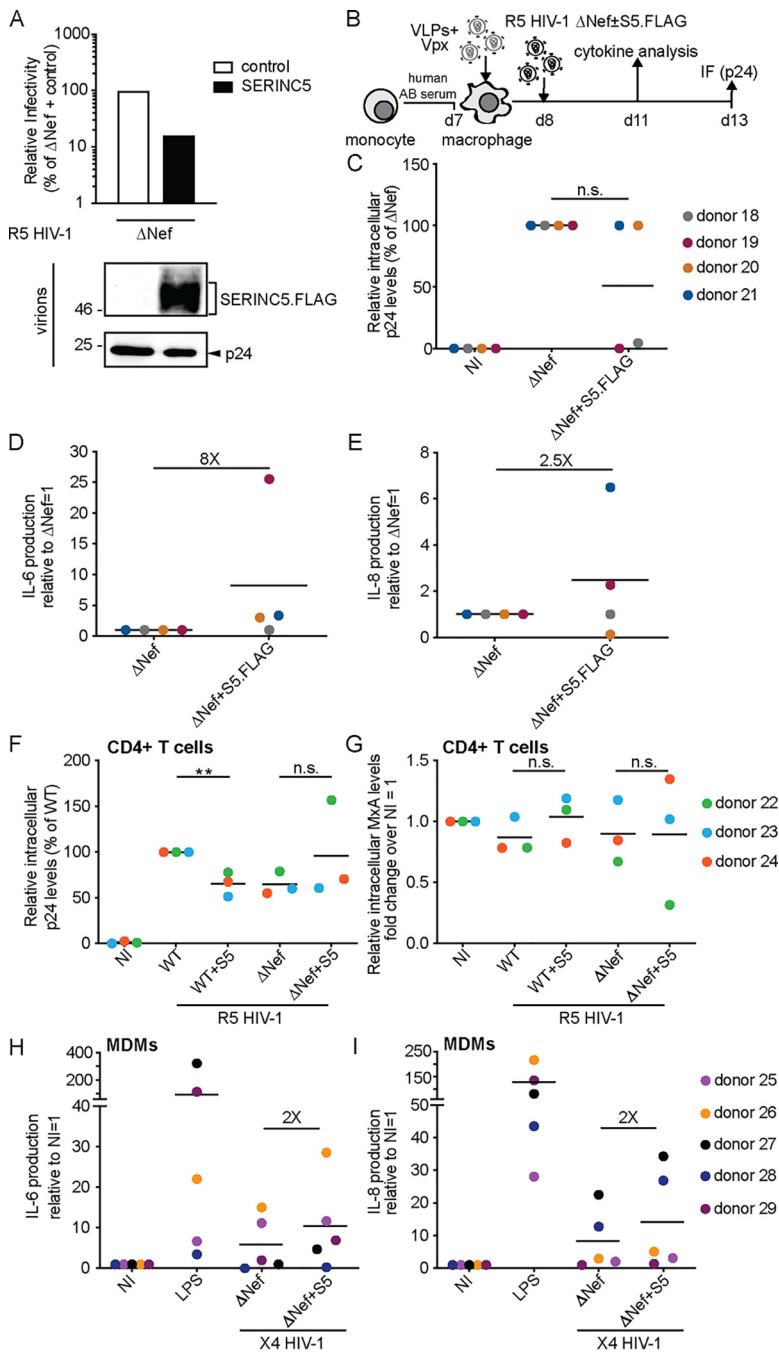 A
Relative Infectivity
(% of ΔNef + control)
1000
100
10
1
control
SERINC5
R5 HIV-1
ΔNef
virions
46
SERINC5.FLAG
25
p24
B
VLPs+
Vpx
R5 HIV-1 ΔNef±S5.FLAG
cytokine analysis
IF (p24)
human
AB serum
d7
d8
d11
d13
monocyte
macrophage
C
Relative intracellular
p24 levels (% of ΔNef)
150
100
50
0
n.s.
NI
ΔNef
ΔNef+S5.FLAG
donor 18
donor 19
donor 20
donor 21
D
IL-6 production
relative to ΔNef=1
30
25
20
15
10
5
0
8X
ΔNef
ΔNef+S5.FLAG
E
IL-8 production
relative to ΔNef=1
8
6
4
2
0
2.5X
ΔNef
ΔNef+S5.FLAG
F
CD4+ T cells
Relative intracellular
p24 levels (% of WT)
200
150
100
50
0
**
n.s.
NI
WT
WT+S5
ΔNef
ΔNef+S5
R5 HIV-1
G
CD4+ T cells
Relative intracellular MxA levels
fold change over NI = 1
1.5
1.0
0.5
0.0
n.s.
n.s.
NI
WT
WT+S5
ΔNef
ΔNef+S5
R5 HIV-1
donor 22
donor 23
donor 24
H
MDMs
IL-6 production
relative to NI=1
400
300
200
100
40
30
20
10
0
2X
NI
LPS
ΔNef
ΔNef+S5
X4 HIV-1
I
MDMs
IL-8 production
relative to NI=1
250
150
50
50
40
30
20
10
0
2X
NI
LPS
ΔNef
ΔNef+S5
X4 HIV-1
donor 25
donor 26
donor 27
donor 28
donor 29